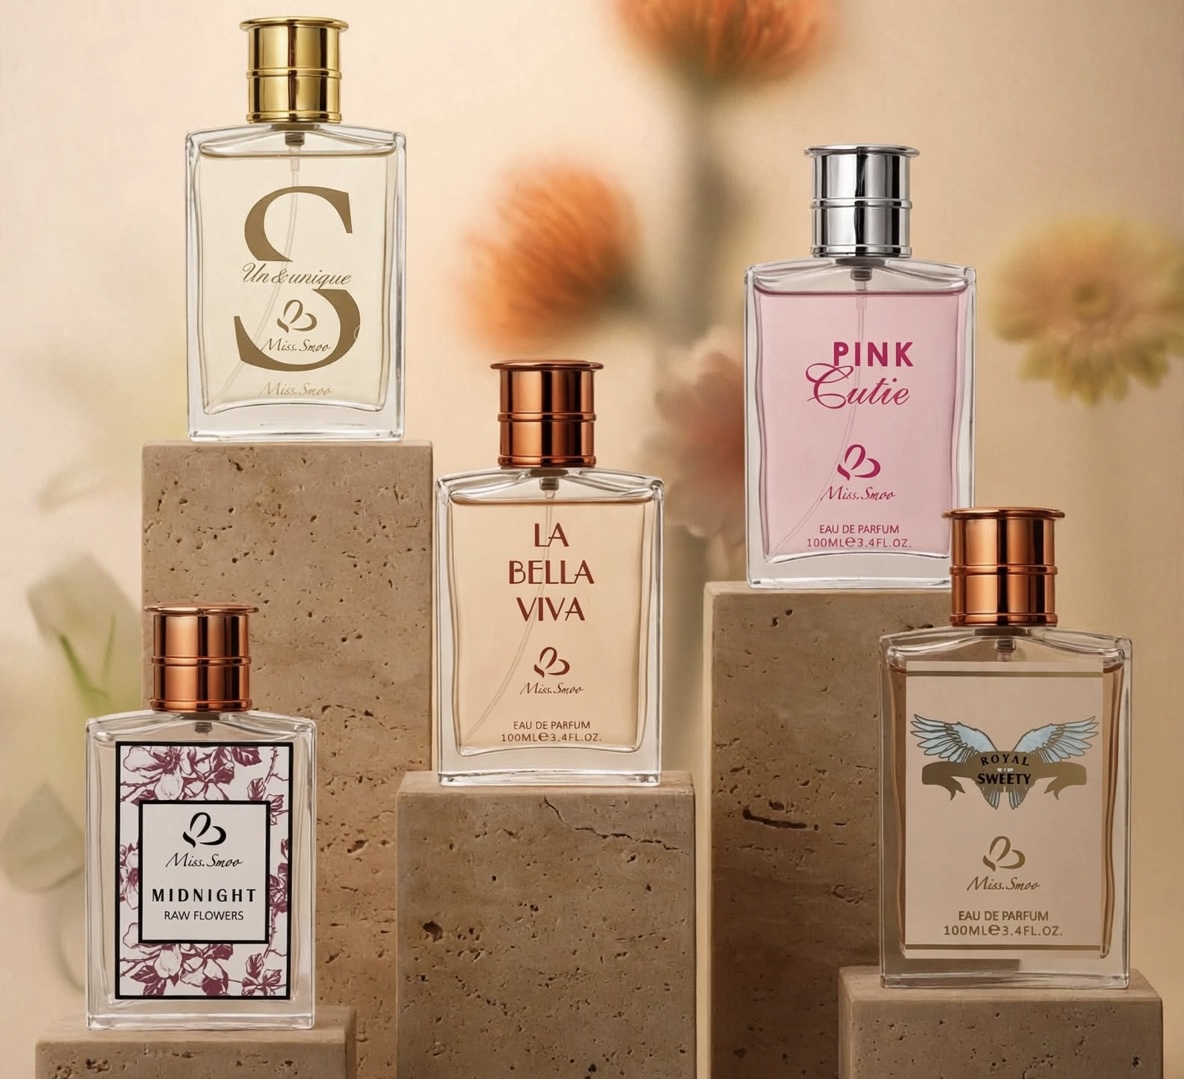 S
Un & unique
Miss.Smoo
Miss.Smoo
PINK
Cutie
Miss.Smoo
EAU DE PARFUM
100ML℮3.4FL.OZ.
LA
BELLA
VIVA
Miss.Smoo
EAU DE PARFUM
100ML℮3.4FL.OZ.
Miss.Smoo
MIDNIGHT
RAW FLOWERS
ROYAL
SWEETY
Miss.Smoo
EAU DE PARFUM
100ML℮3.4FL.OZ.